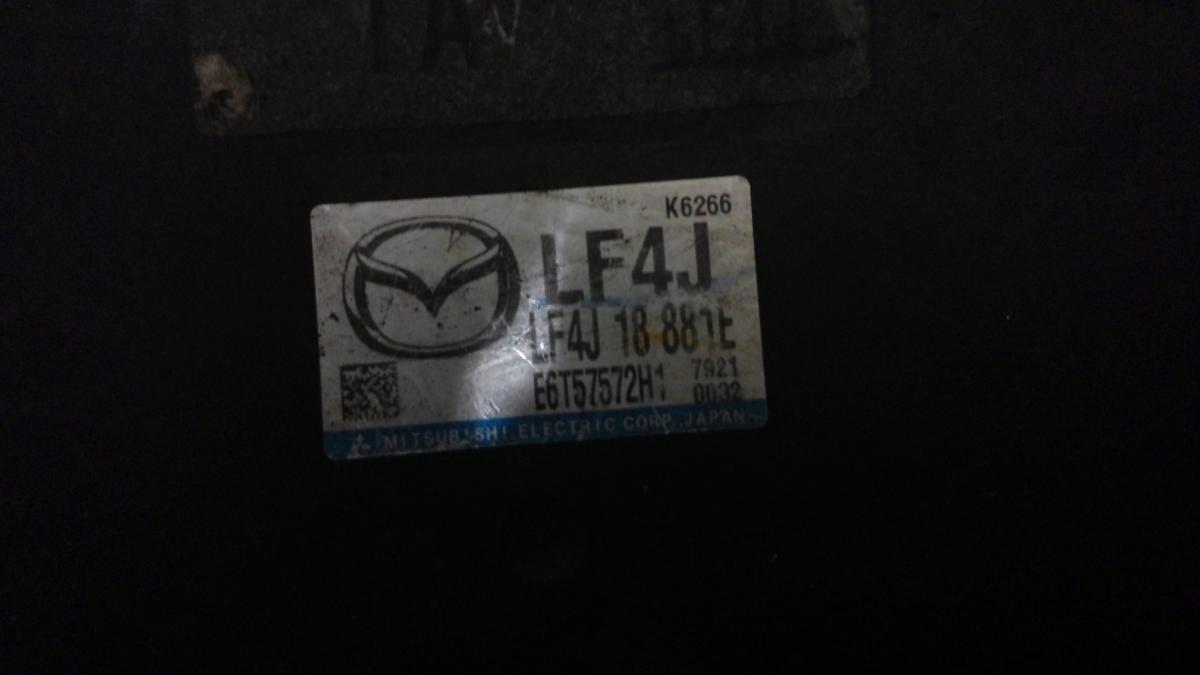 K6266
LF4J
LF4J 18 881E
E6T57572H1 7921
0032
MITSUBISHI ELECTRIC CORP. JAPAN